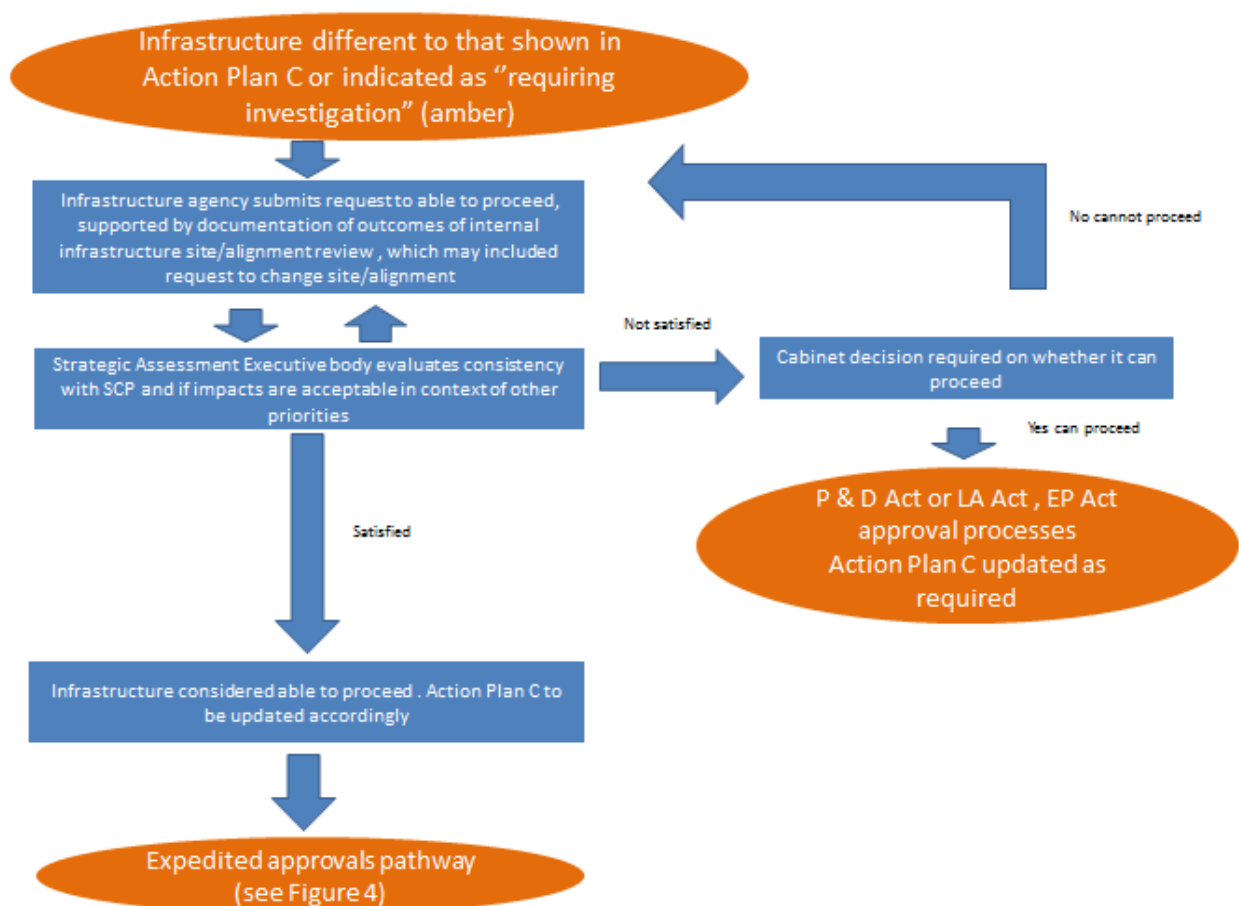 Infrastructure different to that shown in
Action Plan C or indicated as “requiring
investigation” (amber)
Infrastructure agency submits request to able to proceed,
supported by documentation of outcomes of internal
infrastructure site/alignment review , which may included
request to change site/alignment
No cannot proceed
Not satisfied
Strategic Assessment Executive body evaluates consistency
with SCP and if impacts are acceptable in context of other
priorities
Cabinet decision required on whether it can
proceed
Yes can proceed
P & D Act or LA Act , EP Act
approval processes
Action Plan C updated as
required
Satisfied
Infrastructure considered able to proceed . Action Plan C to
be updated accordingly
Expedited approvals pathway
(see Figure 4)